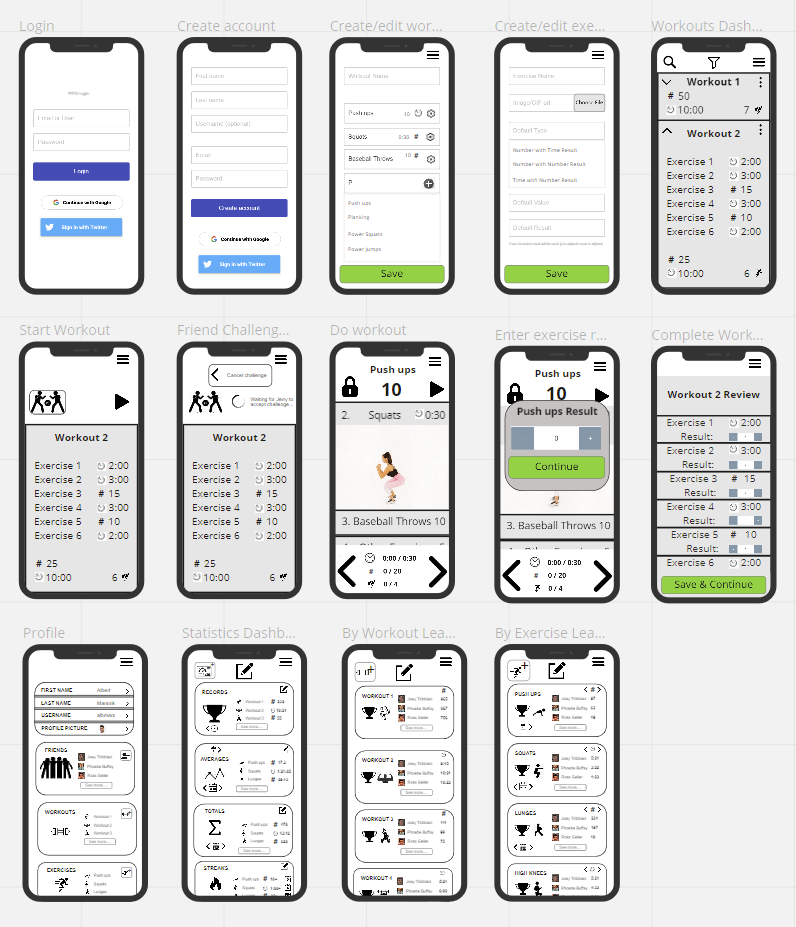 Login
Create account
Create/edit wor...
Create/edit exe...
Workouts Dash...
Email or User
Password
Login
Continue with Google
Sign in with Twitter
First name
Last name
Username (optional)
Email
Password
Create account
Continue with Google
Sign in with Twitter
Workout Name
Push ups 10
Squats 0:30 #
Baseball Throws 10 #
P
Push ups
Planking
Power Squats
Power jumps
Save
Exercise Name
Image/GIF url Choose File
Default Type
Number with Time Result
Number with Number Result
Time with Number Result
Default Value
Default Result
Save
Workout 1
# 50
10:00 7
Workout 2
Exercise 1 2:00
Exercise 2 3:00
Exercise 3 # 15
Exercise 4 3:00
Exercise 5 # 10
Exercise 6 2:00
# 25
10:00 6
Start Workout
Friend Challeng...
Do workout
Enter exercise r...
Complete Work...
Workout 2
Exercise 1 2:00
Exercise 2 3:00
Exercise 3 # 15
Exercise 4 3:00
Exercise 5 # 10
Exercise 6 2:00
# 25
10:00 6
Cancel challenge
Waiting for Jerry to
accept challenge...
Workout 2
Exercise 1 2:00
Exercise 2 3:00
Exercise 3 # 15
Exercise 4 3:00
Exercise 5 # 10
Exercise 6 2:00
# 25
10:00 6
Push ups
10
2. Squats 0:30
3. Baseball Throws 10
0:00 / 0:30
# 0 / 20
0 / 4
Push ups
10
Push ups Result
0 +
Continue
3. Baseball Throws 10
0:00 / 0:30
# 0 / 20
0 / 4
Workout 2 Review
Exercise 1 2:00
Result:
Exercise 2 3:00
Result:
Exercise 3 # 15
Result:
Exercise 4 3:00
Result:
Exercise 5 # 10
Result:
Exercise 6 2:00
Save & Continue
Profile
Statistics Dashb...
By Workout Lea...
By Exercise Lea...
FIRST NAME Albert
LAST NAME
USERNAME
PROFILE PICTURE
FRIENDS
Joey Tribbiani
Phoebe Buffay
Ross Geller
See more...
WORKOUTS
Workout 1
Workout 2
Workout 3
See more...
EXERCISES
Push ups
Squats
Lunges
RECORDS
Workout 1 #
Workout 2
Workout 3 #
See more...
AVERAGES
Push ups #
Squats
Lunges #
See more...
TOTALS
Push ups #
Squats
Lunges #
See more...
STREAKS
Push ups #
Squats
Lunges #
WORKOUT 1 #
Joey Tribbiani
Phoebe Buffay
Ross Geller
See more...
WORKOUT 2
Joey Tribbiani
Phoebe Buffay
Ross Geller
See more...
WORKOUT 3 #
Joey Tribbiani
Phoebe Buffay
Ross Geller
See more...
WORKOUT 4
Joey Tribbiani
Phoebe Buffay
Ross Geller
PUSH UPS #
Joey Tribbiani
Phoebe Buffay
Ross Geller
See more...
SQUATS
Joey Tribbiani
Phoebe Buffay
Ross Geller
See more...
LUNGES #
Joey Tribbiani
Phoebe Buffay
Ross Geller
See more...
HIGH KNEES
Joey Tribbiani
Phoebe Buffay
Ross Geller